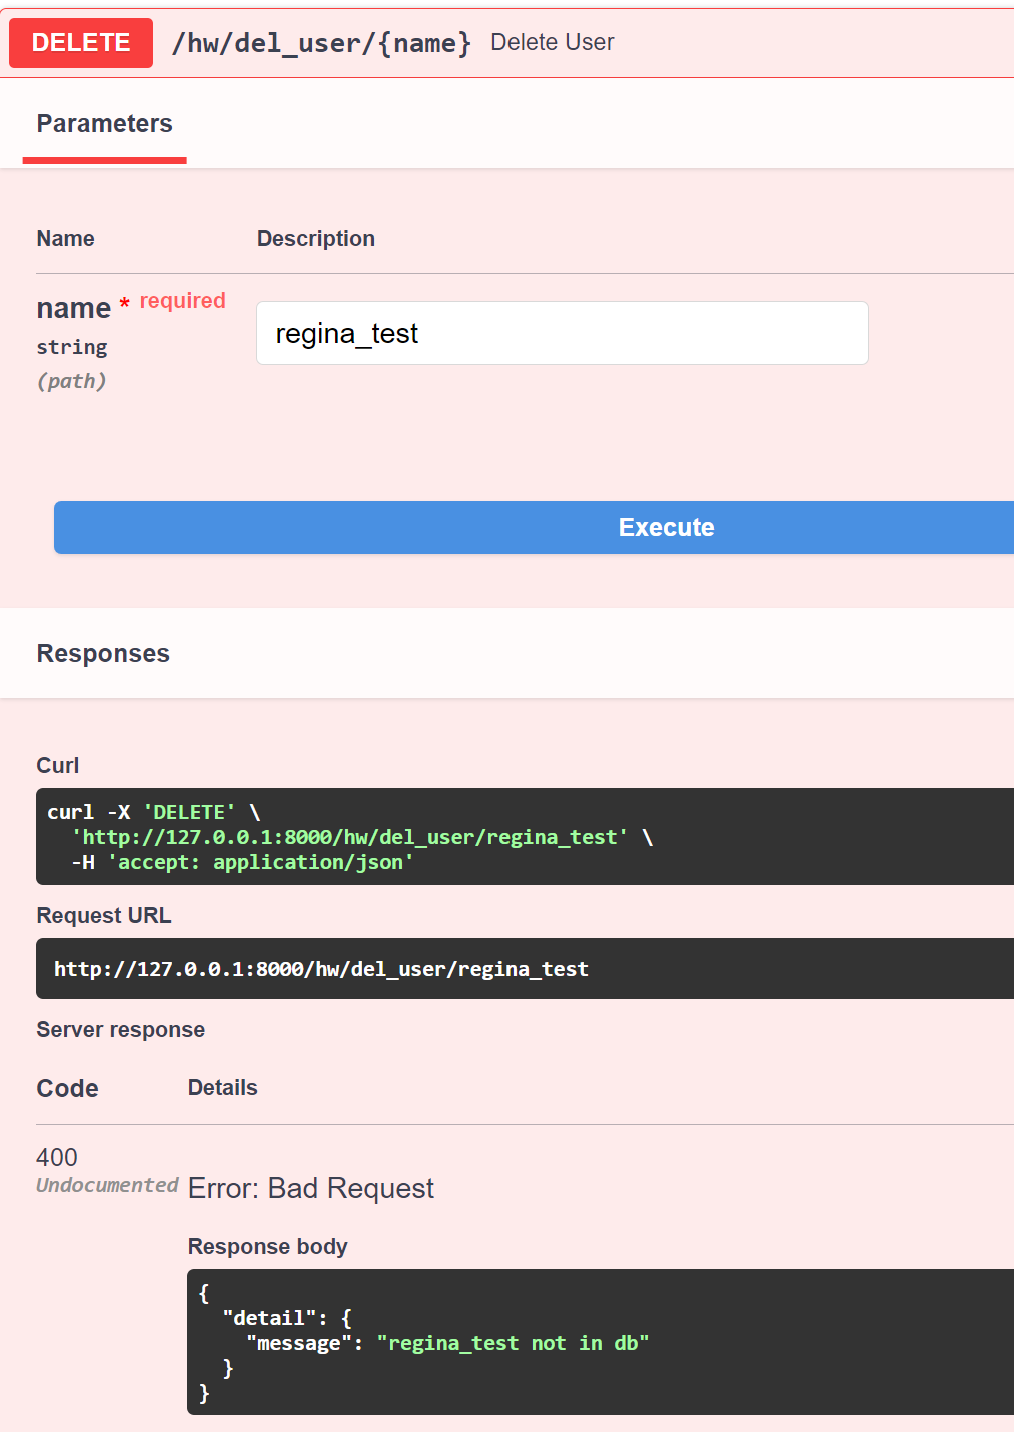 DELETE /hw/del_user/{name} Delete User
Parameters
Name Description
name * required
string
(path)
regina_test
Execute
Responses
Curl
curl -X 'DELETE' \
'http://127.0.0.1:8000/hw/del_user/regina_test' \
-H 'accept: application/json'
Request URL
http://127.0.0.1:8000/hw/del_user/regina_test
Server response
Code Details
400
Undocumented
Error: Bad Request
Response body
{
"detail": {
"message": "regina_test not in db"
}
}